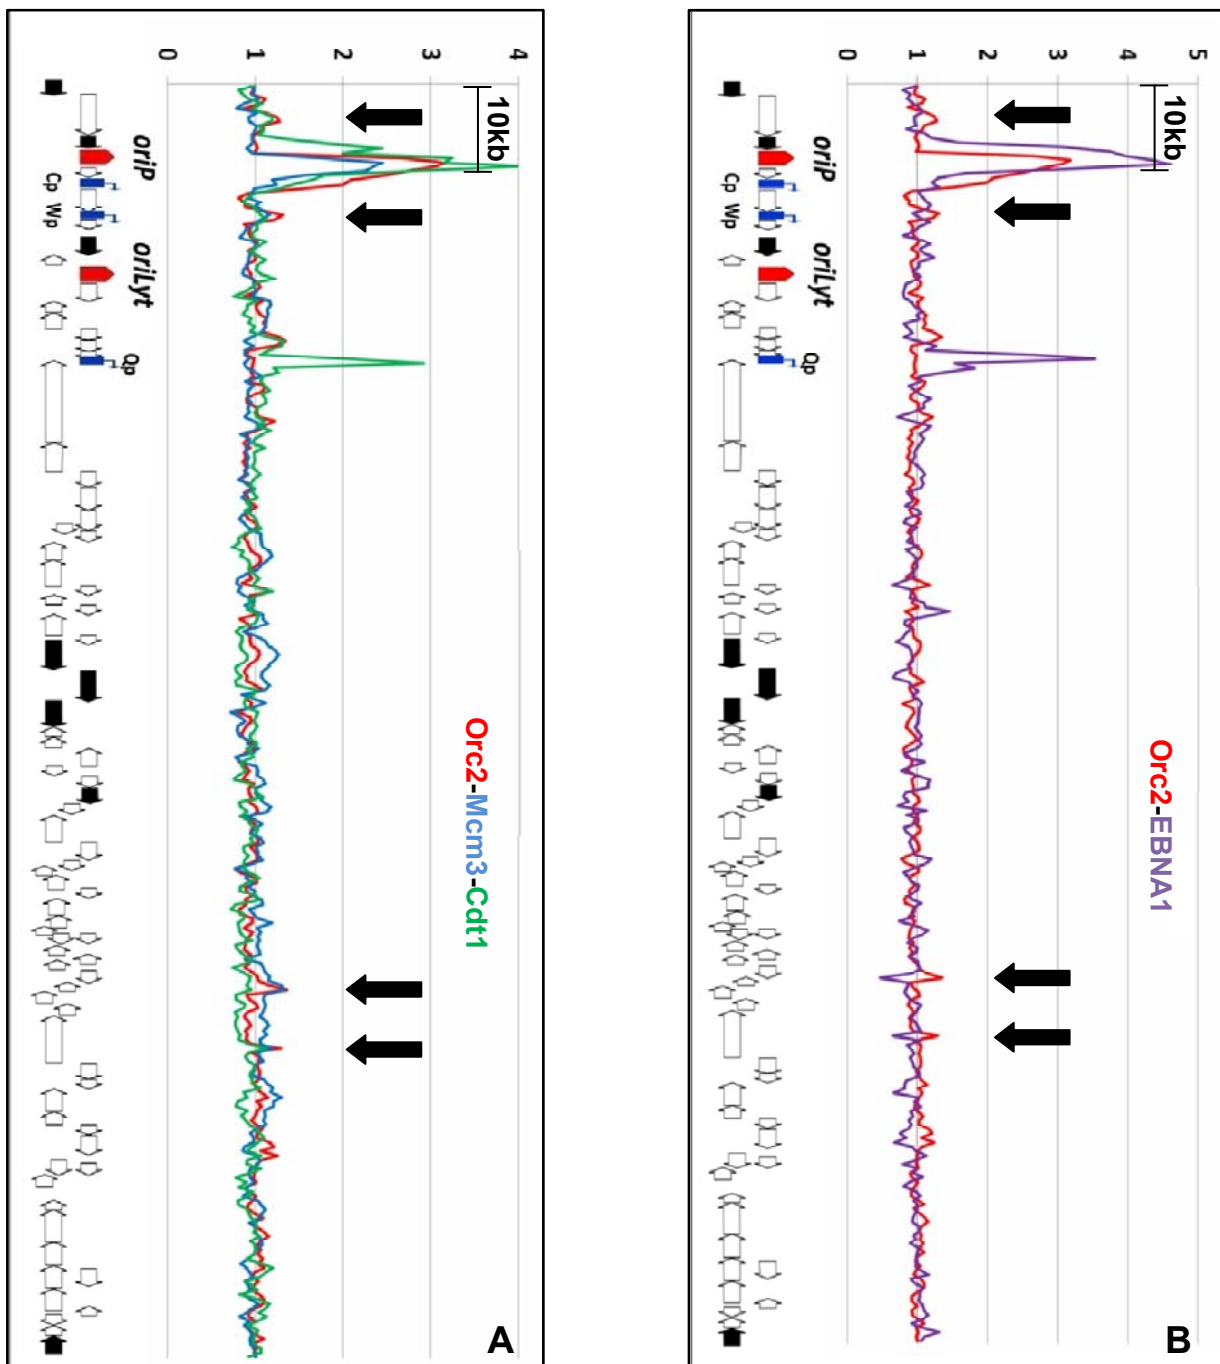 A
Orc2-Mcm3-Cdt1
4
3
2
1
0
10kb
oriP
oriLyt
Cp
Wp
Qp
B
Orc2-EBNA1
5
4
3
2
1
0
10kb
oriP
oriLyt
Cp
Wp
Qp